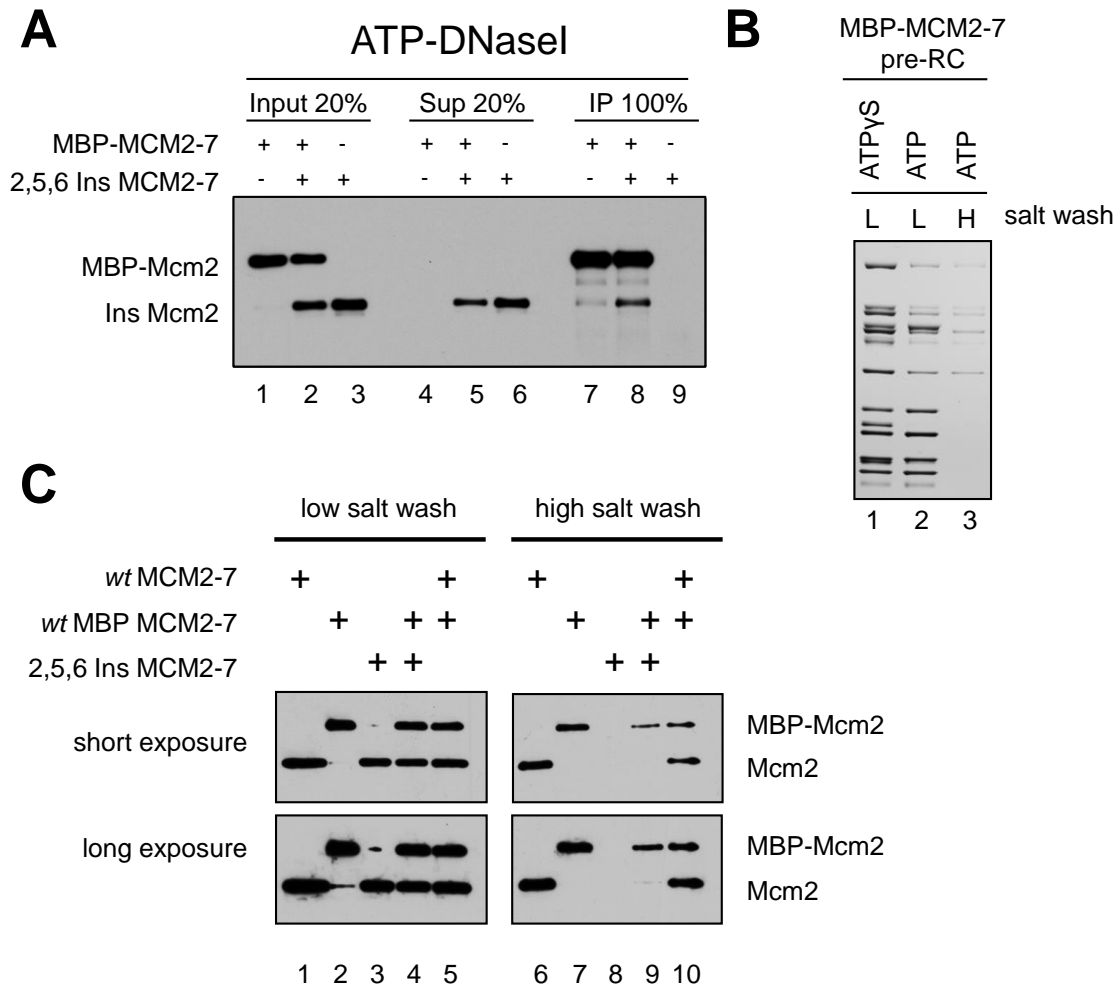 A
ATP-DNaseI
Input 20% Sup 20% IP 100%
MBP-MCM2-7 + + - + + - + + -
2,5,6 Ins MCM2-7 - + + - + + - + +
MBP-Mcm2
Ins Mcm2
1 2 3 4 5 6 7 8 9
B
MBP-MCM2-7
pre-RC
ATPγS ATP ATP
L L H salt wash
1 2 3
C
low salt wash high salt wash
wt MCM2-7 + + + +
wt MBP MCM2-7 + + + + + +
2,5,6 Ins MCM2-7 + + + +
short exposure
MBP-Mcm2
Mcm2
long exposure
MBP-Mcm2
Mcm2
1 2 3 4 5 6 7 8 9 10